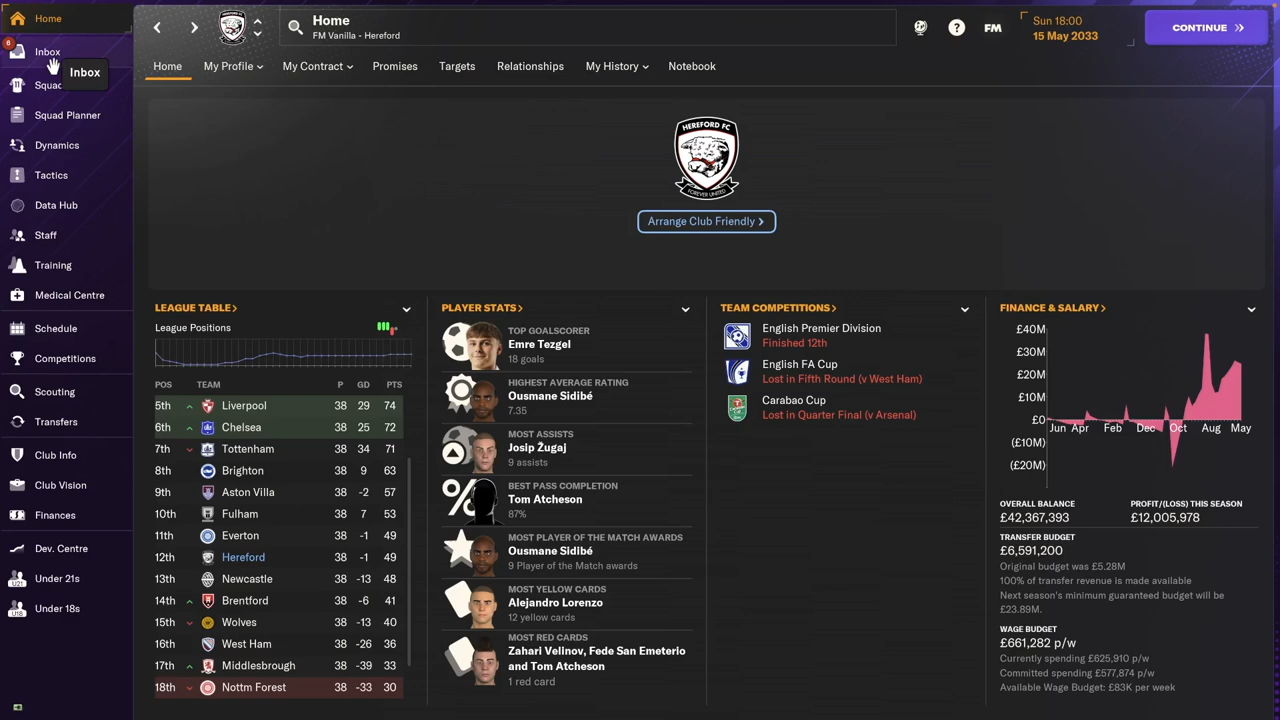 Home
6
Inbox
Inbox
Squad
Squad Planner
Dynamics
Tactics
Data Hub
Staff
Training
Medical Centre
Schedule
Competitions
Scouting
Transfers
Club Info
Club Vision
Finances
Dev. Centre
U21
Under 21s
U18
Under 18s
Home
FM Vanilla - Hereford
?
FM
Sun 18:00
15 May 2033
CONTINUE
Home
My Profile
My Contract
Promises
Targets
Relationships
My History
Notebook
HEREFORD FC
FOREVER UNITED
Arrange Club Friendly >
LEAGUE TABLE >
League Positions
POS TEAM P GD PTS
5th Liverpool 38 29 74
6th Chelsea 38 25 72
7th Tottenham 38 34 71
8th Brighton 38 9 63
9th Aston Villa 38 -2 57
10th Fulham 38 7 53
11th Everton 38 -1 49
12th Hereford 38 -1 49
13th Newcastle 38 -13 48
14th Brentford 38 -6 41
15th Wolves 38 -13 40
16th West Ham 38 -26 36
17th Middlesbrough 38 -39 33
18th Nottm Forest 38 -33 30
PLAYER STATS >
TOP GOALSCORER
Emre Tezgel
18 goals
HIGHEST AVERAGE RATING
Ousmane Sidibé
7.35
MOST ASSISTS
Josip Žugaj
9 assists
%
BEST PASS COMPLETION
Tom Atcheson
87%
MOST PLAYER OF THE MATCH AWARDS
Ousmane Sidibé
9 Player of the Match awards
MOST YELLOW CARDS
Alejandro Lorenzo
12 yellow cards
MOST RED CARDS
Zahari Velinov, Fede San Emeterio
and Tom Atcheson
1 red card
TEAM COMPETITIONS >
English Premier Division
Finished 12th
English FA Cup
Lost in Fifth Round (v West Ham)
Carabao Cup
Lost in Quarter Final (v Arsenal)
FINANCE & SALARY >
£40M
£30M
£20M
£10M
£0
(£10M)
(£20M)
Jun Apr Feb Dec Oct Aug May
OVERALL BALANCE
£42,367,393
PROFIT/(LOSS) THIS SEASON
£12,005,978
TRANSFER BUDGET
£6,591,200
Original budget was £5.28M
100% of transfer revenue is made available
Next season's minimum guaranteed budget will be
£23.89M.
WAGE BUDGET
£661,282 p/w
Currently spending £625,910 p/w
Committed spending £577,874 p/w
Available Wage Budget: £83K per week